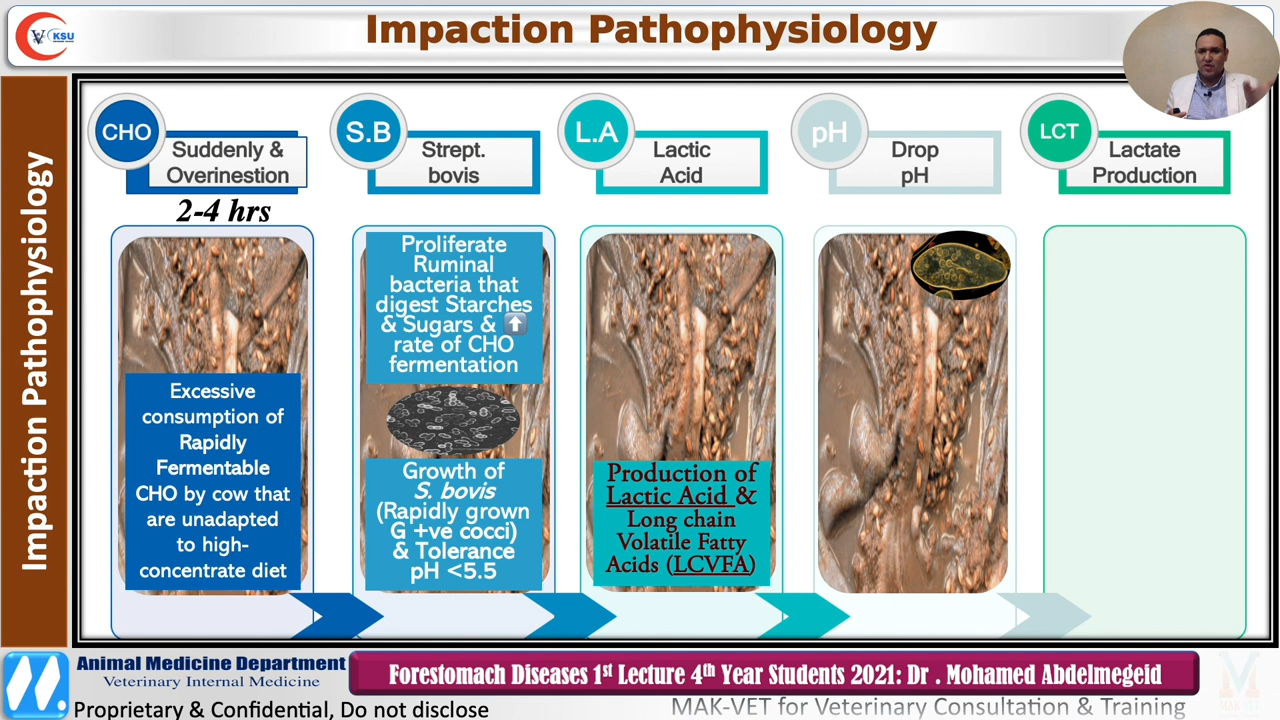 Impaction Pathophysiology
KSU
Impaction Pathophysiology
CHO
Suddenly &
Overinestion
2-4 hrs
Excessive
consumption of
Rapidly
Fermentable
CHO by cow that
are unadapted
to high-
concentrate diet
S.B
Strept.
bovis
Proliferate
Ruminal
bacteria that
digest Starches
& Sugars & ⬆
rate of CHO
fermentation
Growth of
S. bovis
(Rapidly grown
G +ve cocci)
& Tolerance
pH <5.5
L.A
Lactic
Acid
Production of
Lactic Acid &
Long chain
Volatile Fatty
Acids (LCVFA)
pH
Drop
pH
LCT
Lactate
Production
Animal Medicine Department
Veterinary Internal Medicine
Forestomach Diseases 1st Lecture 4th Year Students 2021: Dr . Mohamed Abdelmegeid
Proprietary & Confidential, Do not disclose
MAK-VET for Veterinary Consultation & Training